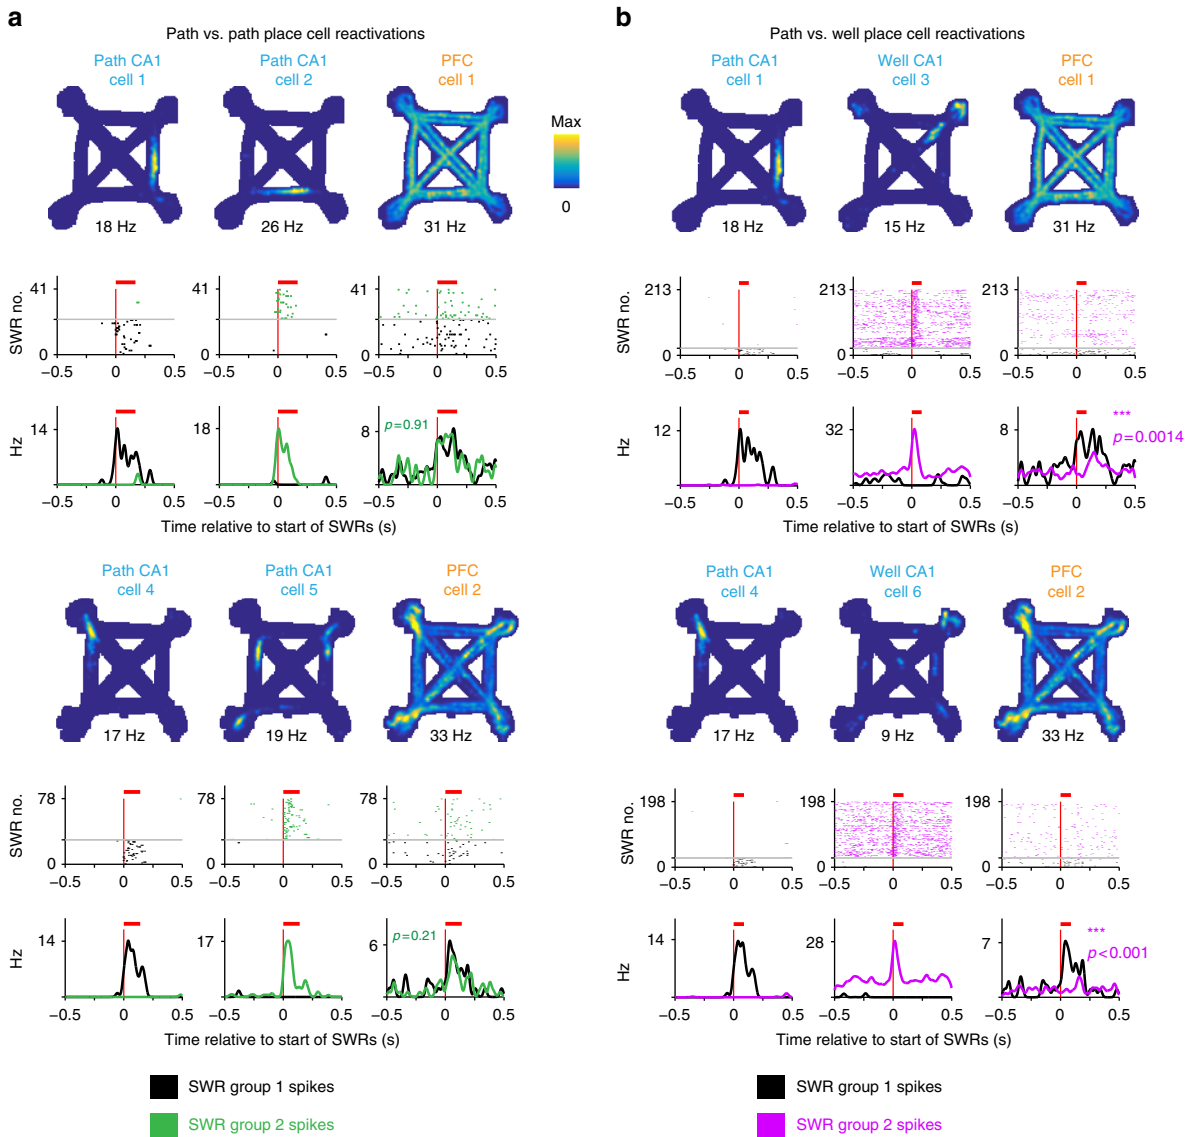 a
Path vs. path place cell reactivations
Path CA1 cell 1
Path CA1 cell 2
PFC cell 1
Max
0
18 Hz
26 Hz
31 Hz
SWR no.
41
0
−0.5
0
0.5
41
0
−0.5
0
0.5
41
0
−0.5
0
0.5
Hz
14
−0.5
0
0.5
18
−0.5
0
0.5
8
p=0.91
−0.5
0
0.5
Time relative to start of SWRs (s)
Path CA1 cell 4
Path CA1 cell 5
PFC cell 2
17 Hz
19 Hz
33 Hz
SWR no.
78
0
−0.5
0
0.5
78
0
−0.5
0
0.5
78
0
−0.5
0
0.5
Hz
14
−0.5
0
0.5
17
−0.5
0
0.5
6
p=0.21
−0.5
0
0.5
Time relative to start of SWRs (s)
SWR group 1 spikes
SWR group 2 spikes
b
Path vs. well place cell reactivations
Path CA1 cell 1
Well CA1 cell 3
PFC cell 1
18 Hz
15 Hz
31 Hz
SWR no.
213
0
−0.5
0
0.5
213
0
−0.5
0
0.5
213
0
−0.5
0
0.5
Hz
12
−0.5
0
0.5
32
−0.5
0
0.5
8
***
p=0.0014
−0.5
0
0.5
Time relative to start of SWRs (s)
Path CA1 cell 4
Well CA1 cell 6
PFC cell 2
17 Hz
9 Hz
33 Hz
SWR no.
198
0
−0.5
0
0.5
198
0
−0.5
0
0.5
198
0
−0.5
0
0.5
Hz
14
−0.5
0
0.5
28
−0.5
0
0.5
7
***
p<0.001
−0.5
0
0.5
Time relative to start of SWRs (s)
SWR group 1 spikes
SWR group 2 spikes